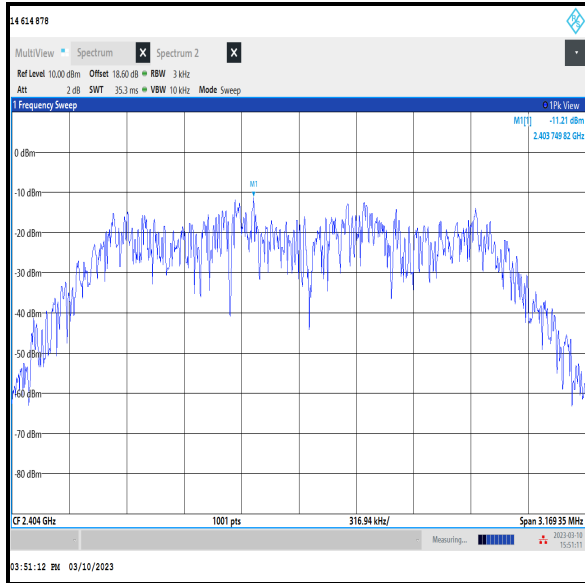 14 614 878
MultiView Spectrum X Spectrum 2 X
Ref Level 10.00 dBm Offset 18.60 dB RBW 3 kHz
Att 2 dB SWT 35.3 ms VBW 10 kHz Mode Sweep
1 Frequency Sweep 1Pk View
M1[1] -11.21 dBm
2.403 749 82 GHz
0 dBm
M1
-10 dBm
-20 dBm
-30 dBm
-40 dBm
-50 dBm
-60 dBm
-70 dBm
-80 dBm
CF 2.404 GHz 1001 pts 316.94 kHz/ Span 3.169 35 MHz
Measuring... 2023-03-10
15:51:11
03:51:12 PM 03/10/2023